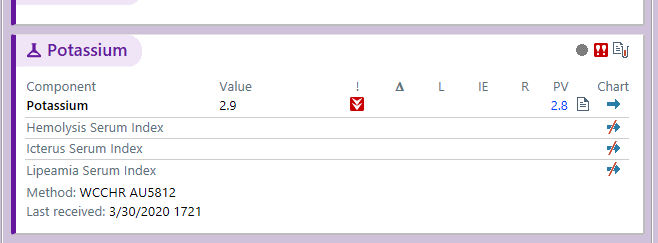 Potassium
Component Value ! Δ L IE R PV Chart
Potassium 2.9 2.8
Hemolysis Serum Index
Icterus Serum Index
Lipeamia Serum Index
Method: WCCHR AU5812
Last received: 3/30/2020 1721